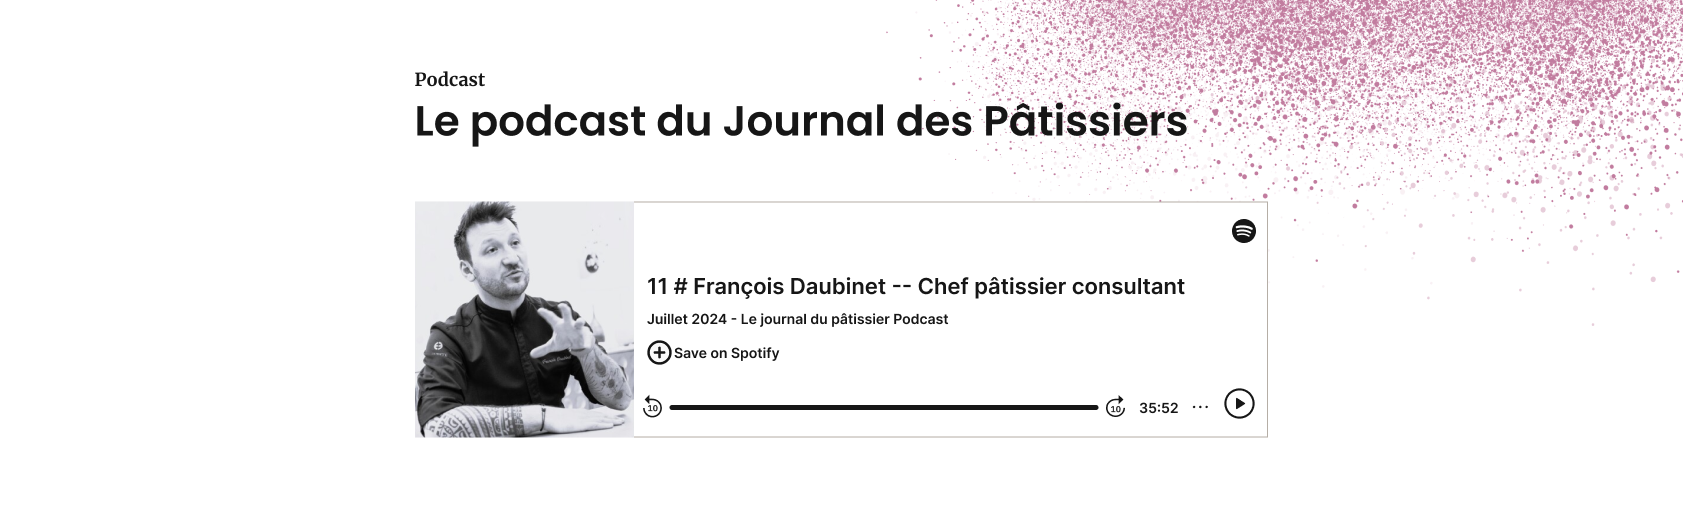 Podcast
Le podcast du Journal des Pâtissiers
11 # François Daubinet -- Chef pâtissier consultant
Juillet 2024 - Le journal du pâtissier Podcast
Save on Spotify
10
10
35:52